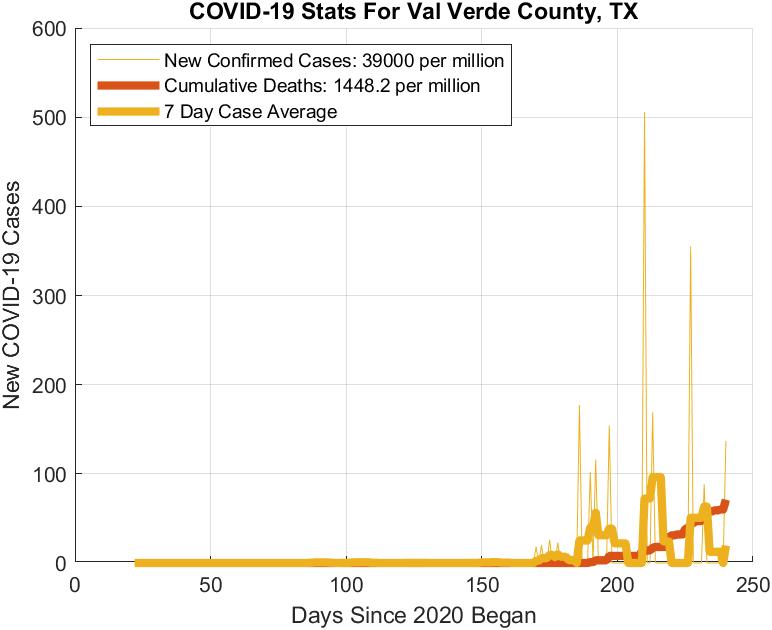 COVID-19 Stats For Val Verde County, TX
600
New Confirmed Cases: 39000 per million
Cumulative Deaths: 1448.2 per million
7 Day Case Average
500
400
300
200
100
0
New COVID-19 Cases
0 50 100 150 200 250
Days Since 2020 Began